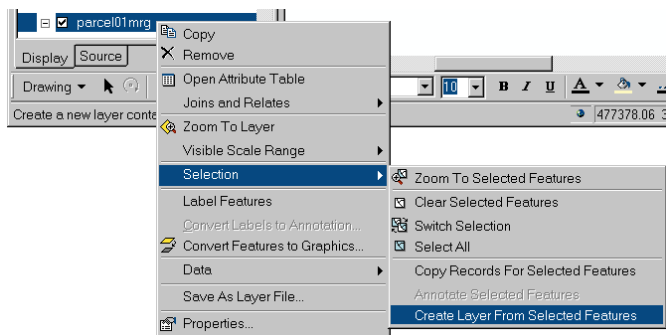 parcel01mrg
Display Source
Drawing
Create a new layer conta
Copy
Remove
Open Attribute Table
Joins and Relates
Zoom To Layer
Visible Scale Range
Selection
Label Features
Convert Labels to Annotation...
Convert Features to Graphics...
Data
Save As Layer File...
Properties...
10 B I U A
477378.06 3
Zoom To Selected Features
Clear Selected Features
Switch Selection
Select All
Copy Records For Selected Features
Annotate Selected Features
Create Layer From Selected Features